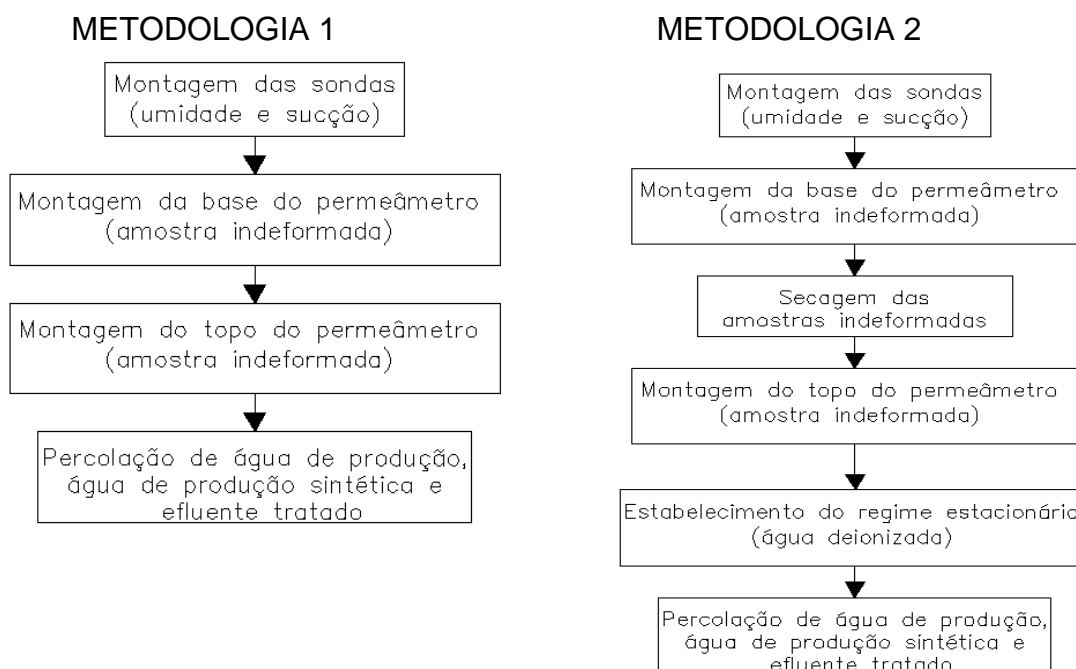 METODOLOGIA 1
Montagem das sondas
(umidade e sucção)
Montagem da base do permeâmetro
(amostra indeformada)
Montagem do topo do permeâmetro
(amostra indeformada)
Percolação de água de produção,
água de produção sintética e
efluente tratado
METODOLOGIA 2
Montagem das sondas
(umidade e sucção)
Montagem da base do permeâmetro
(amostra indeformada)
Secagem das
amostras indeformadas
Montagem do topo do permeâmetro
(amostra indeformada)
Estabelecimento do regime estacionário
(água deionizada)
Percolação de água de produção,
água de produção sintética e
efluente tratado